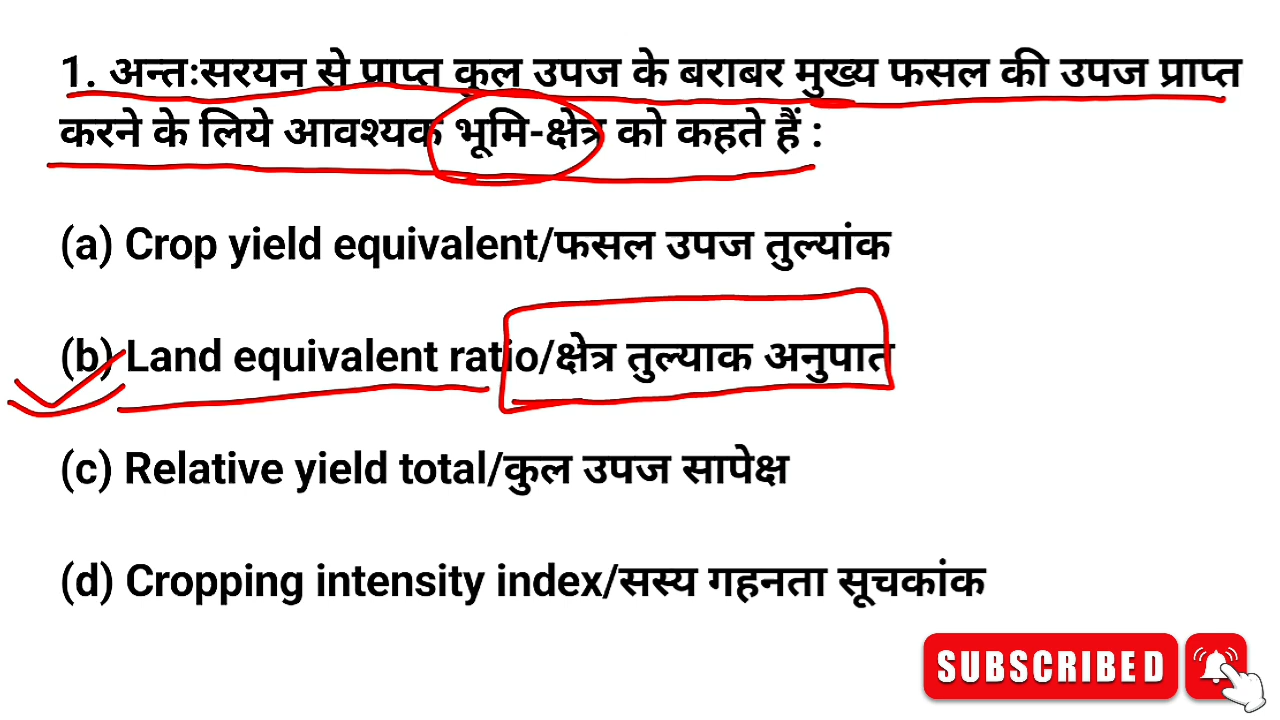 1. अन्तःसरयन से प्राप्त कुल उपज के बराबर मुख्य फसल की उपज प्राप्त
करने के लिये आवश्यक भूमि-क्षेत्र को कहते हैं :
(a) Crop yield equivalent/फसल उपज तुल्यांक
(b) Land equivalent ratio/क्षेत्र तुल्याक अनुपात
(c) Relative yield total/कुल उपज सापेक्ष
(d) Cropping intensity index/सस्य गहनता सूचकांक
SUBSCRIBED